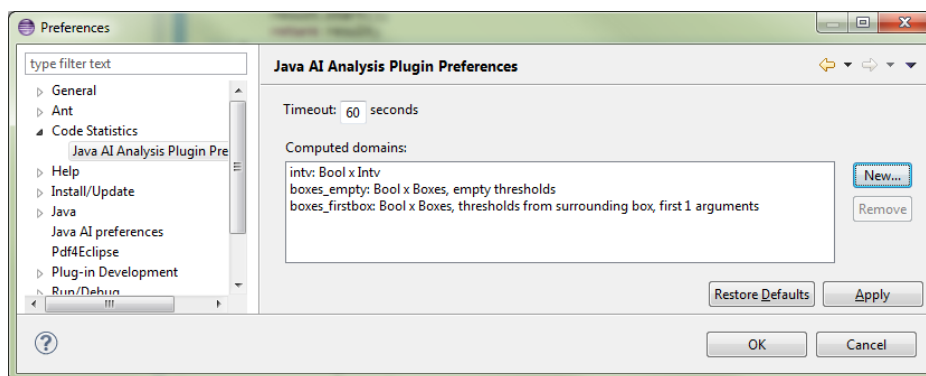 Preferences
type filter text
General
Ant
Code Statistics
Java AI Analysis Plugin Pre
Help
Install/Update
Java
Java AI preferences
Pdf4Eclipse
Plug-in Development
Run/Debug
Java AI Analysis Plugin Preferences
Timeout: 60 seconds
Computed domains:
intv: Bool x Intv
boxes_empty: Bool x Boxes, empty thresholds
boxes_firstbox: Bool x Boxes, thresholds from surrounding box, first 1 arguments
New...
Remove
Restore Defaults
Apply
OK
Cancel